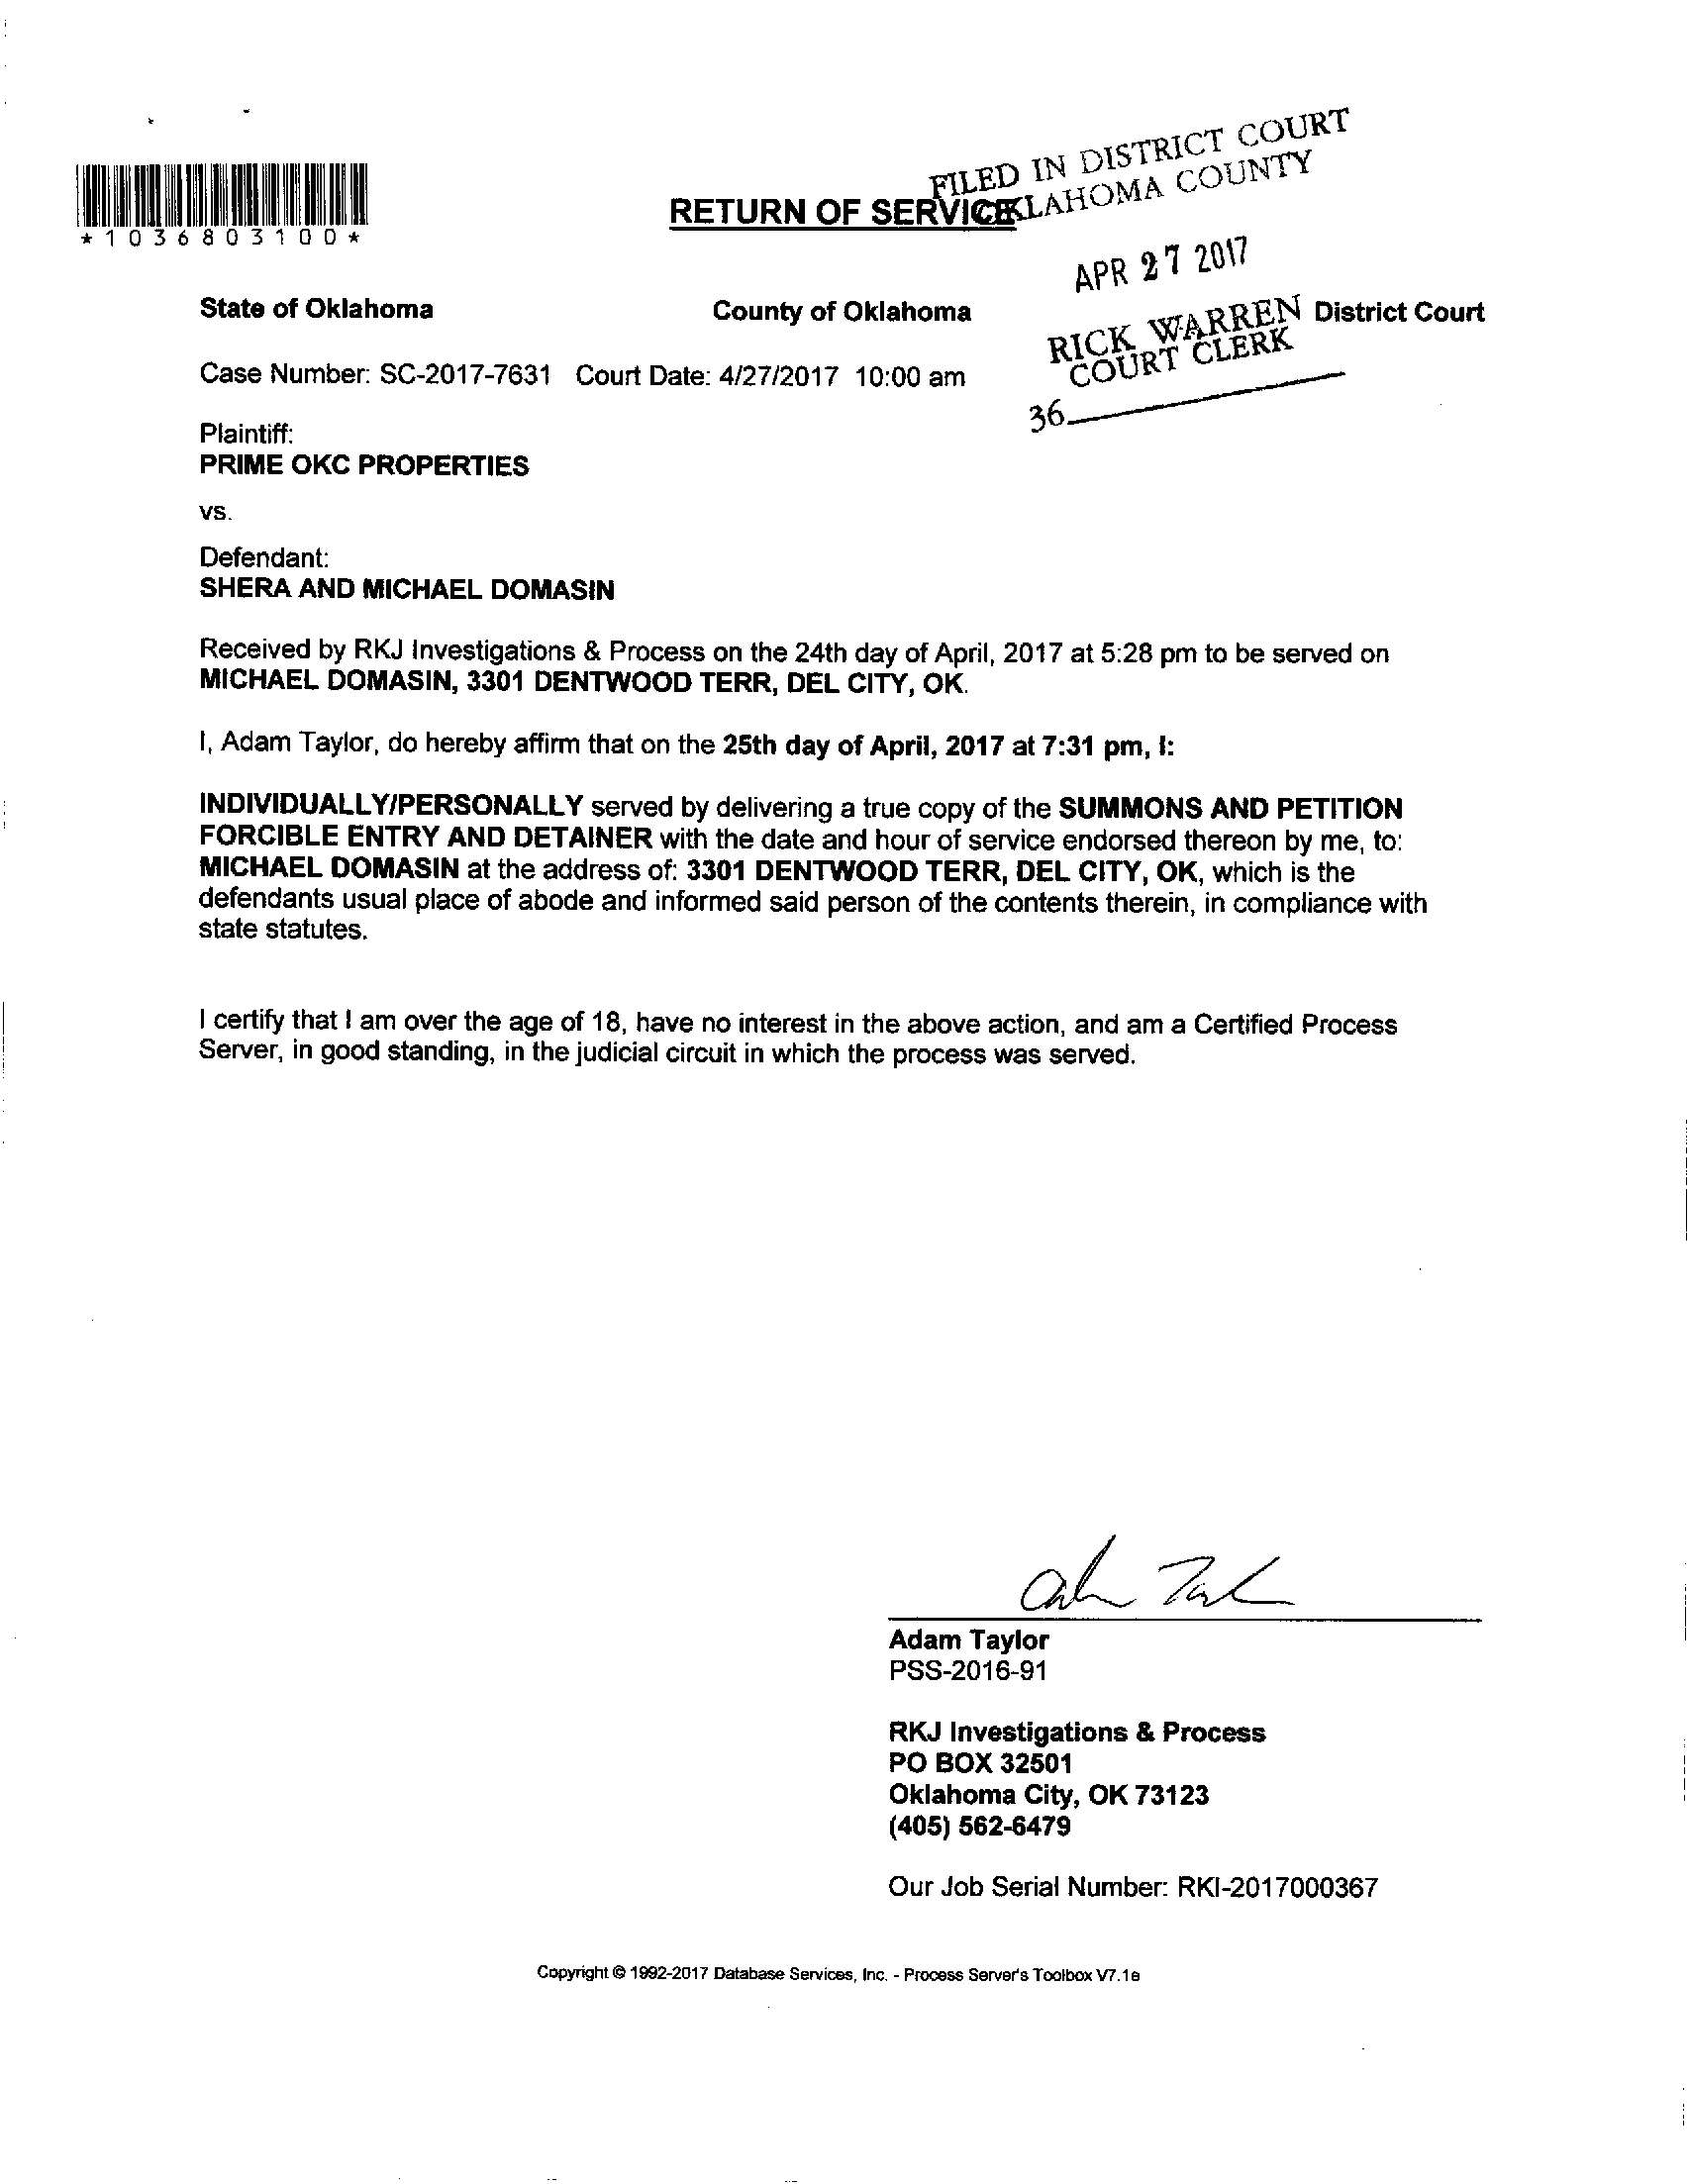 *1036803100*
RETURN OF SERVICE
FILED IN DISTRICT COURT
OKLAHOMA COUNTY
APR 27 2017
RICK WARREN
COURT CLERK
36
State of Oklahoma County of Oklahoma District Court
Case Number: SC-2017-7631 Court Date: 4/27/2017 10:00 am
Plaintiff:
PRIME OKC PROPERTIES
vs.
Defendant:
SHERA AND MICHAEL DOMASIN
Received by RKJ Investigations & Process on the 24th day of April, 2017 at 5:28 pm to be served on
MICHAEL DOMASIN, 3301 DENTWOOD TERR, DEL CITY, OK.
I, Adam Taylor, do hereby affirm that on the 25th day of April, 2017 at 7:31 pm, I:
INDIVIDUALLY/PERSONALLY served by delivering a true copy of the SUMMONS AND PETITION
FORCIBLE ENTRY AND DETAINER with the date and hour of service endorsed thereon by me, to:
MICHAEL DOMASIN at the address of: 3301 DENTWOOD TERR, DEL CITY, OK, which is the
defendants usual place of abode and informed said person of the contents therein, in compliance with
state statutes.
I certify that I am over the age of 18, have no interest in the above action, and am a Certified Process
Server, in good standing, in the judicial circuit in which the process was served.
Adam Taylor
PSS-2016-91
RKJ Investigations & Process
PO BOX 32501
Oklahoma City, OK 73123
(405) 562-6479
Our Job Serial Number: RKI-2017000367
Copyright © 1992-2017 Database Services, Inc. - Process Server's Toolbox V7.1e